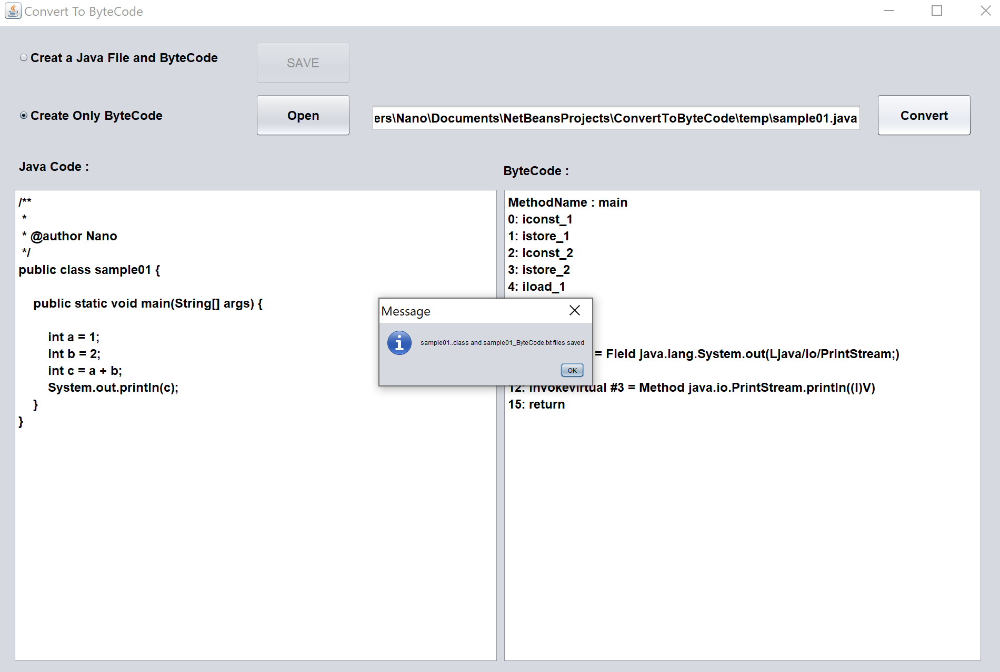 Convert To ByteCode
Creat a Java File and ByteCode
SAVE
Create Only ByteCode
Open
ers\Nano\Documents\NetBeansProjects\ConvertToByteCode\temp\sample01.java
Convert
Java Code :
/**
*
* @author Nano
*/
public class sample01 {
public static void main(String[] args) {
int a = 1;
int b = 2;
int c = a + b;
System.out.println(c);
}
}
ByteCode :
MethodName : main
0: iconst_1
1: istore_1
2: iconst_2
3: istore_2
4: iload_1
= Field java.lang.System.out(Ljava/io/PrintStream;)
12: invokevirtual #3 = Method java.io.PrintStream.println((I)V)
15: return
Message
sample01..class and sample01_ByteCode.txt files saved
OK